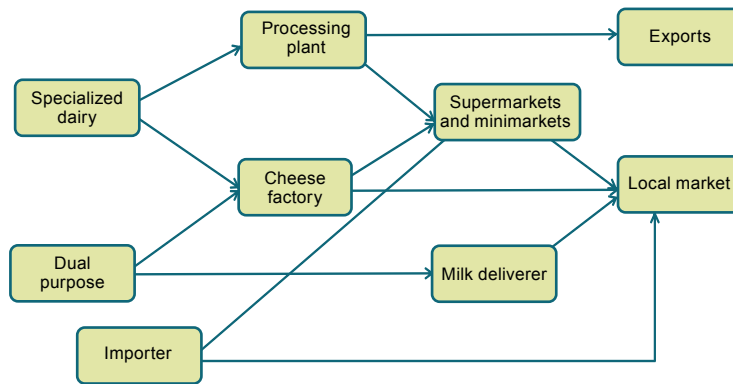 Processing
plant
Exports
Specialized
dairy
Supermarkets
and minimarkets
Cheese
factory
Local market
Dual
purpose
Milk deliverer
Importer